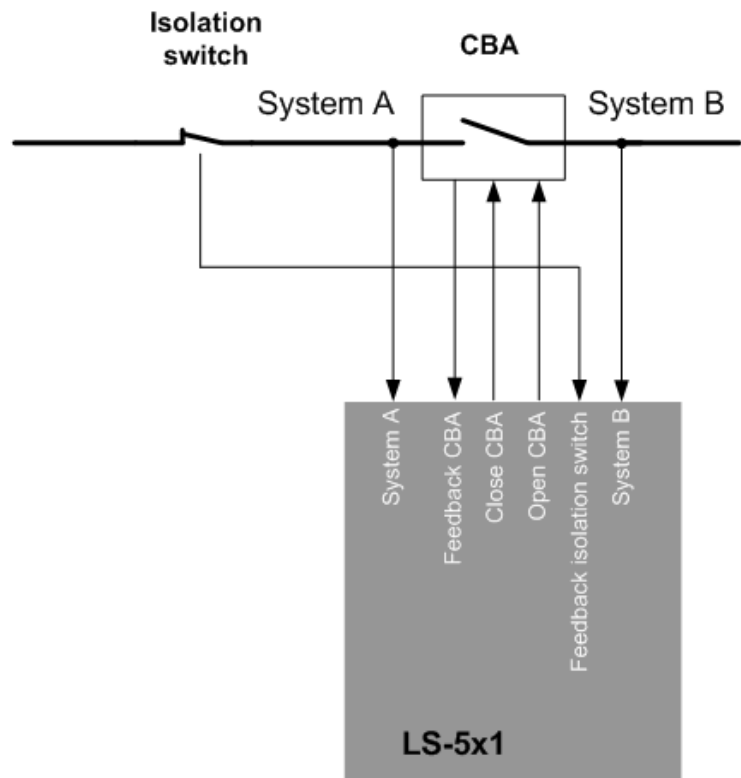 Isolation
switch
CBA
System A
System B
System A
Feedback CBA
Close CBA
Open CBA
Feedback isolation switch
System B
LS-5x1